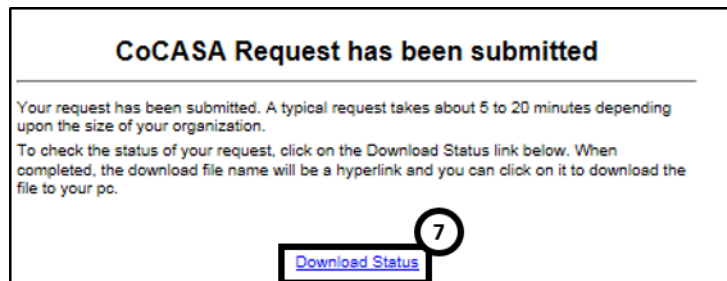 CoCASA Request has been submitted
Your request has been submitted. A typical request takes about 5 to 20 minutes depending
upon the size of your organization.
To check the status of your request, click on the Download Status link below. When
completed, the download file name will be a hyperlink and you can click on it to download the
file to your pc.
7
Download Status